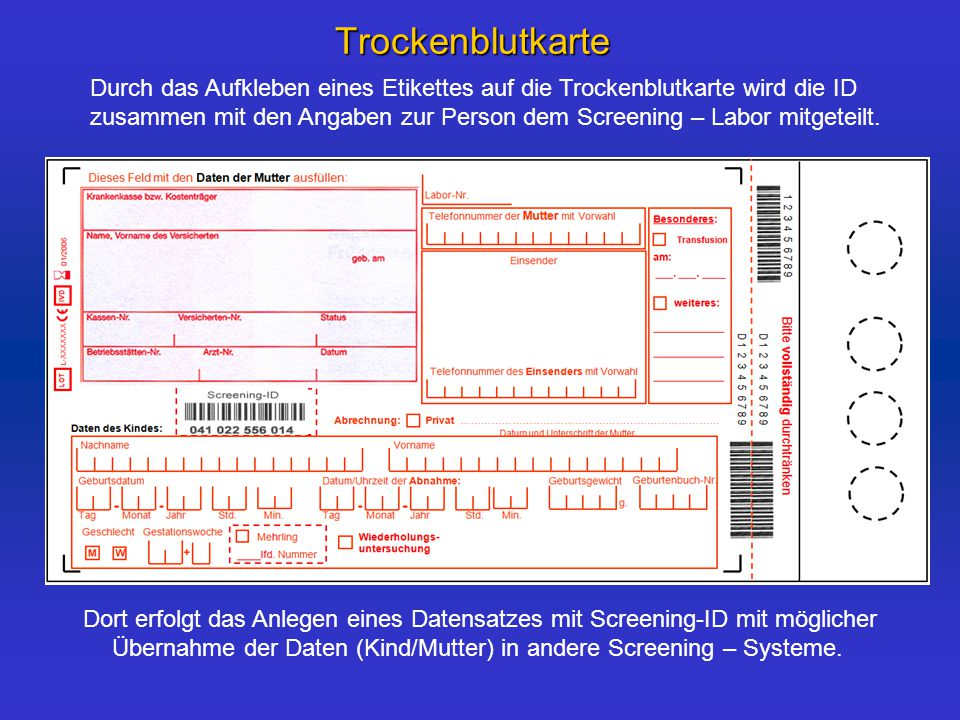 Trockenblutkarte
Durch das Aufkleben eines Etikettes auf die Trockenblutkarte wird die ID
zusammen mit den Angaben zur Person dem Screening – Labor mitgeteilt.
Dieses Feld mit den Daten der Mutter ausfüllen:
Krankenkasse bzw. Kostenträger
Name, Vorname des Versicherten
geb. am
Kassen-Nr. Versicherten-Nr. Status
Betriebsstätten-Nr. Arzt-Nr. Datum
01/2006
IVD
L-XXXXXXX
LOT
Labor-Nr.
Telefonnummer der Mutter mit Vorwahl
Einsender
Telefonnummer des Einsenders mit Vorwahl
Besonderes:
Transfusion
am:
weiteres:
Screening-ID
041 022 556 014
Abrechnung: Privat
Datum und Unterschrift der Mutter
Daten des Kindes:
Nachname Vorname
Geburtsdatum Datum/Uhrzeit der Abnahme: Geburtsgewicht Geburtenbuch-Nr.
g.
Tag Monat Jahr Std. Min. Tag Monat Jahr Std. Min.
Geschlecht Gestationswoche
M W +
Mehrling
____lfd. Nummer
Wiederholungs-
untersuchung
1 2 3 4 5 6 7 8 9
D 1 2 3 4 5 6 7 8 9
D 1 2 3 4 5 6 7 8 9
Bitte vollständig durchtränken
Dort erfolgt das Anlegen eines Datensatzes mit Screening-ID mit möglicher
Übernahme der Daten (Kind/Mutter) in andere Screening – Systeme.